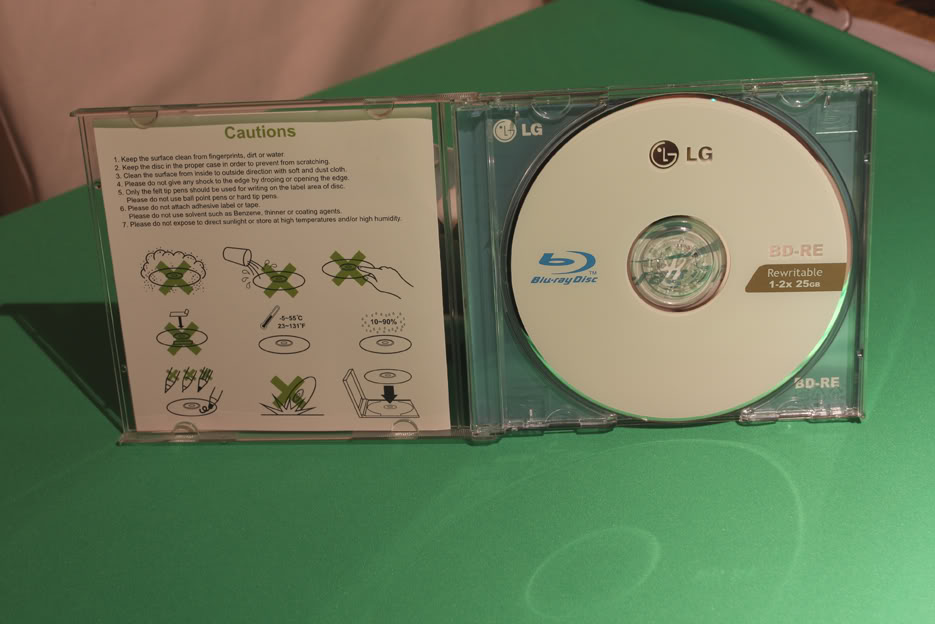 Cautions
1. Keep the surface clean from fingerprints, dirt or water.
2. Keep the disc in the proper case in order to prevent from scratching.
3. Clean the surface from inside to outside direction with soft and dust cloth.
4. Please do not give any shock to the edge by droping or opening the edge.
5. Only the felt tip pens should be used for writing on the label area of disc.
Please do not use ball point pens or hard tip pens.
6. Please do not attach adhesive label or tape.
Please do not use solvent such as Benzene, thinner or coating agents.
7. Please do not expose to direct sunlight or store at high temperatures and/or high humidity.
-5~55°C
23~131°F
10~90%
LG
LG
Blu-ray Disc TM
BD-RE
Rewritable
1-2x 25GB
BD-RE